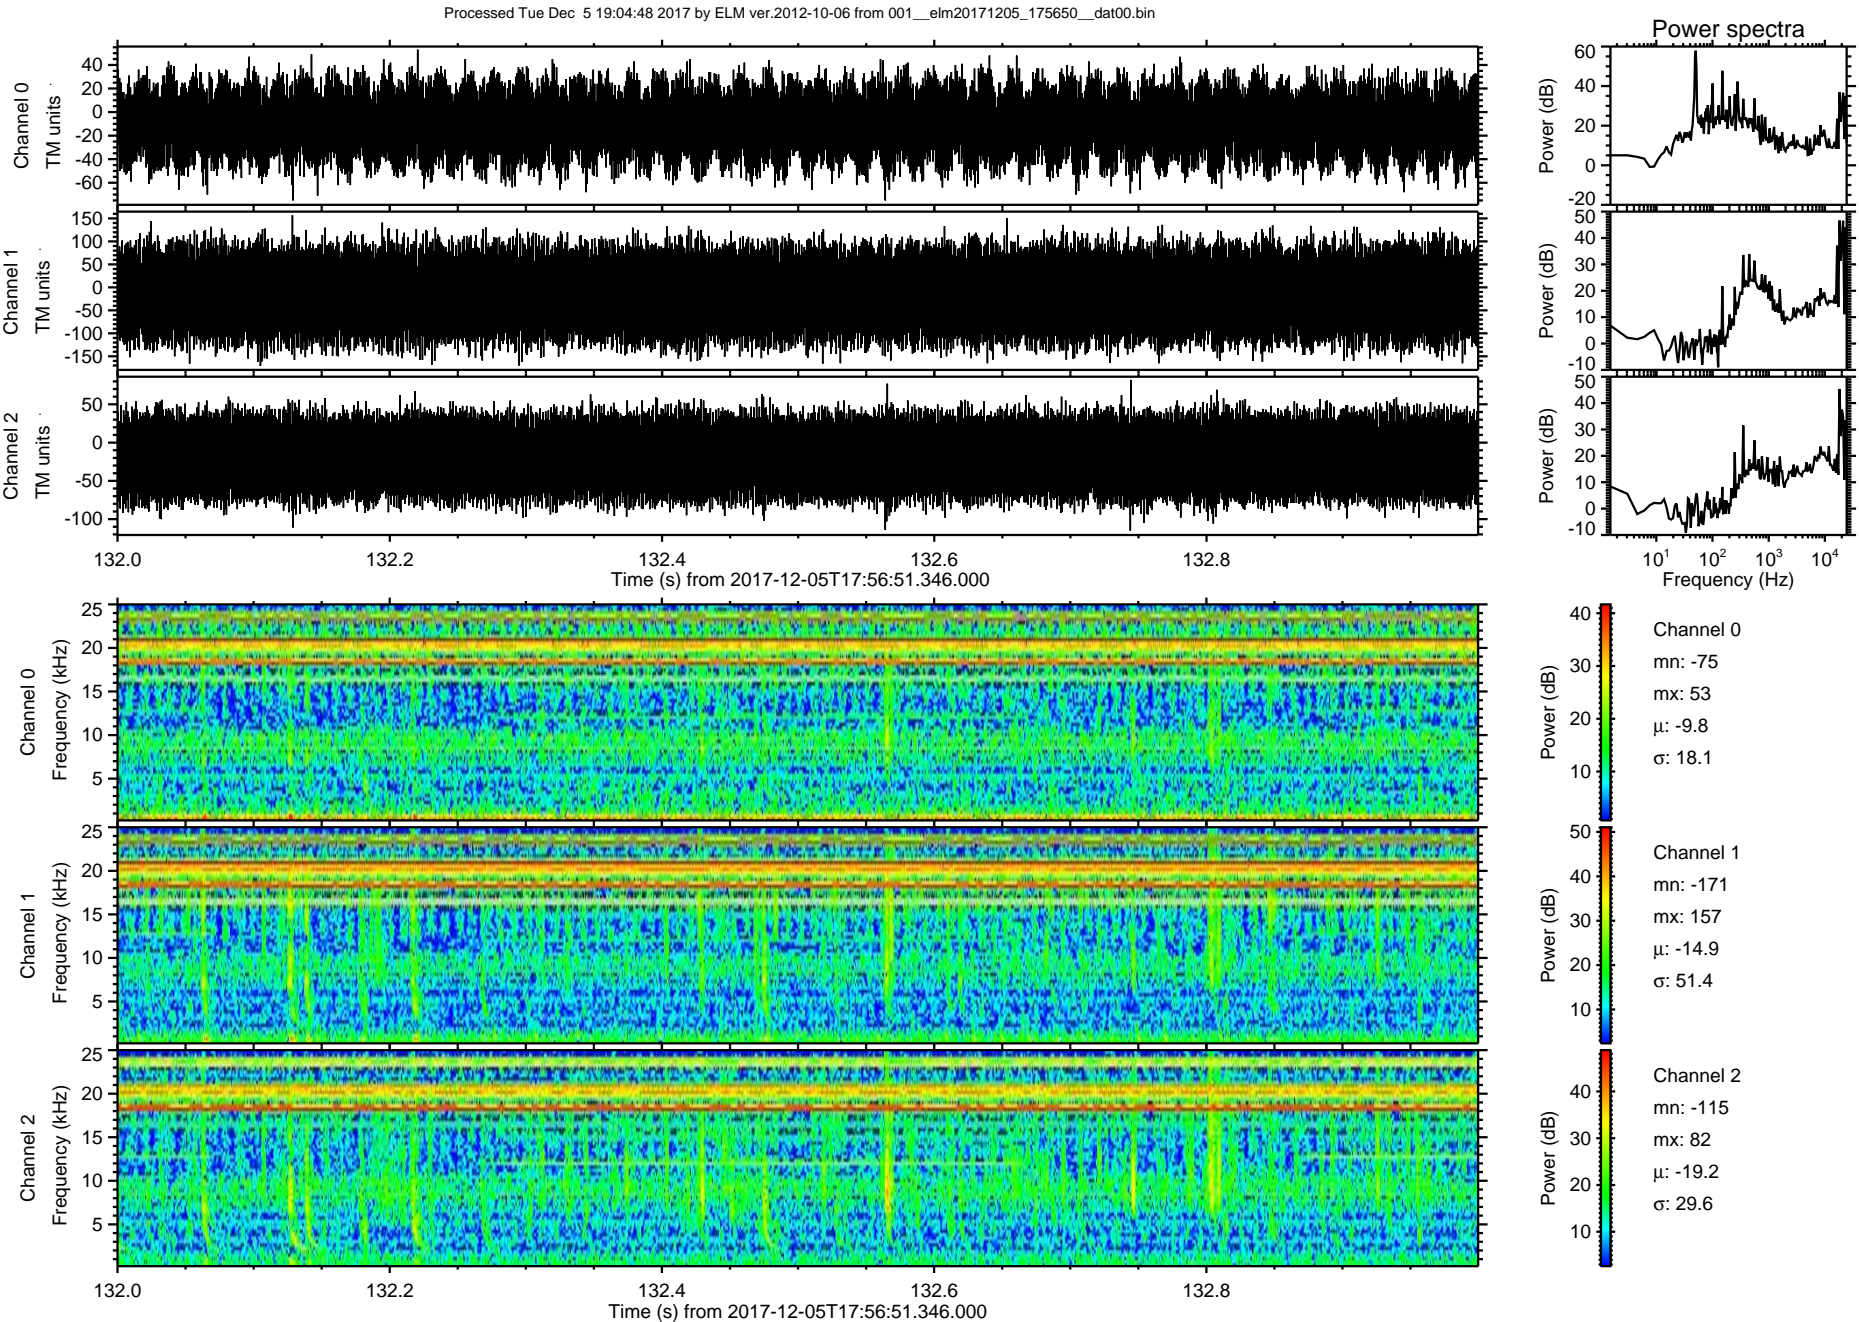 Processed Tue Dec  5 19:04:48 2017 by ELM ver.2012-10-06 from 001__elm20171205_175650__dat00.bin
Power spectra
Channel 0
TM units
40
20
0
-20
-40
-60
Power (dB)
60
40
20
0
-20
Channel 1
TM units
150
100
50
0
-50
-100
-150
Power (dB)
50
40
30
20
10
0
-10
Channel 2
TM units
50
0
-50
-100
Power (dB)
50
40
30
20
10
0
-10
132.0 132.2 132.4 132.6 132.8
Time (s) from 2017-12-05T17:56:51.346.000
10¹ 10² 10³ 10⁴
Frequency (Hz)
Channel 0
Frequency (kHz)
25
20
15
10
5
Power (dB)
40
30
20
10
Channel 0
mn: -75
mx: 53
μ: -9.8
σ: 18.1
Channel 1
Frequency (kHz)
25
20
15
10
5
Power (dB)
50
40
30
20
10
Channel 1
mn: -171
mx: 157
μ: -14.9
σ: 51.4
Channel 2
Frequency (kHz)
25
20
15
10
5
Power (dB)
40
30
20
10
Channel 2
mn: -115
mx: 82
μ: -19.2
σ: 29.6
132.0 132.2 132.4 132.6 132.8
Time (s) from 2017-12-05T17:56:51.346.000